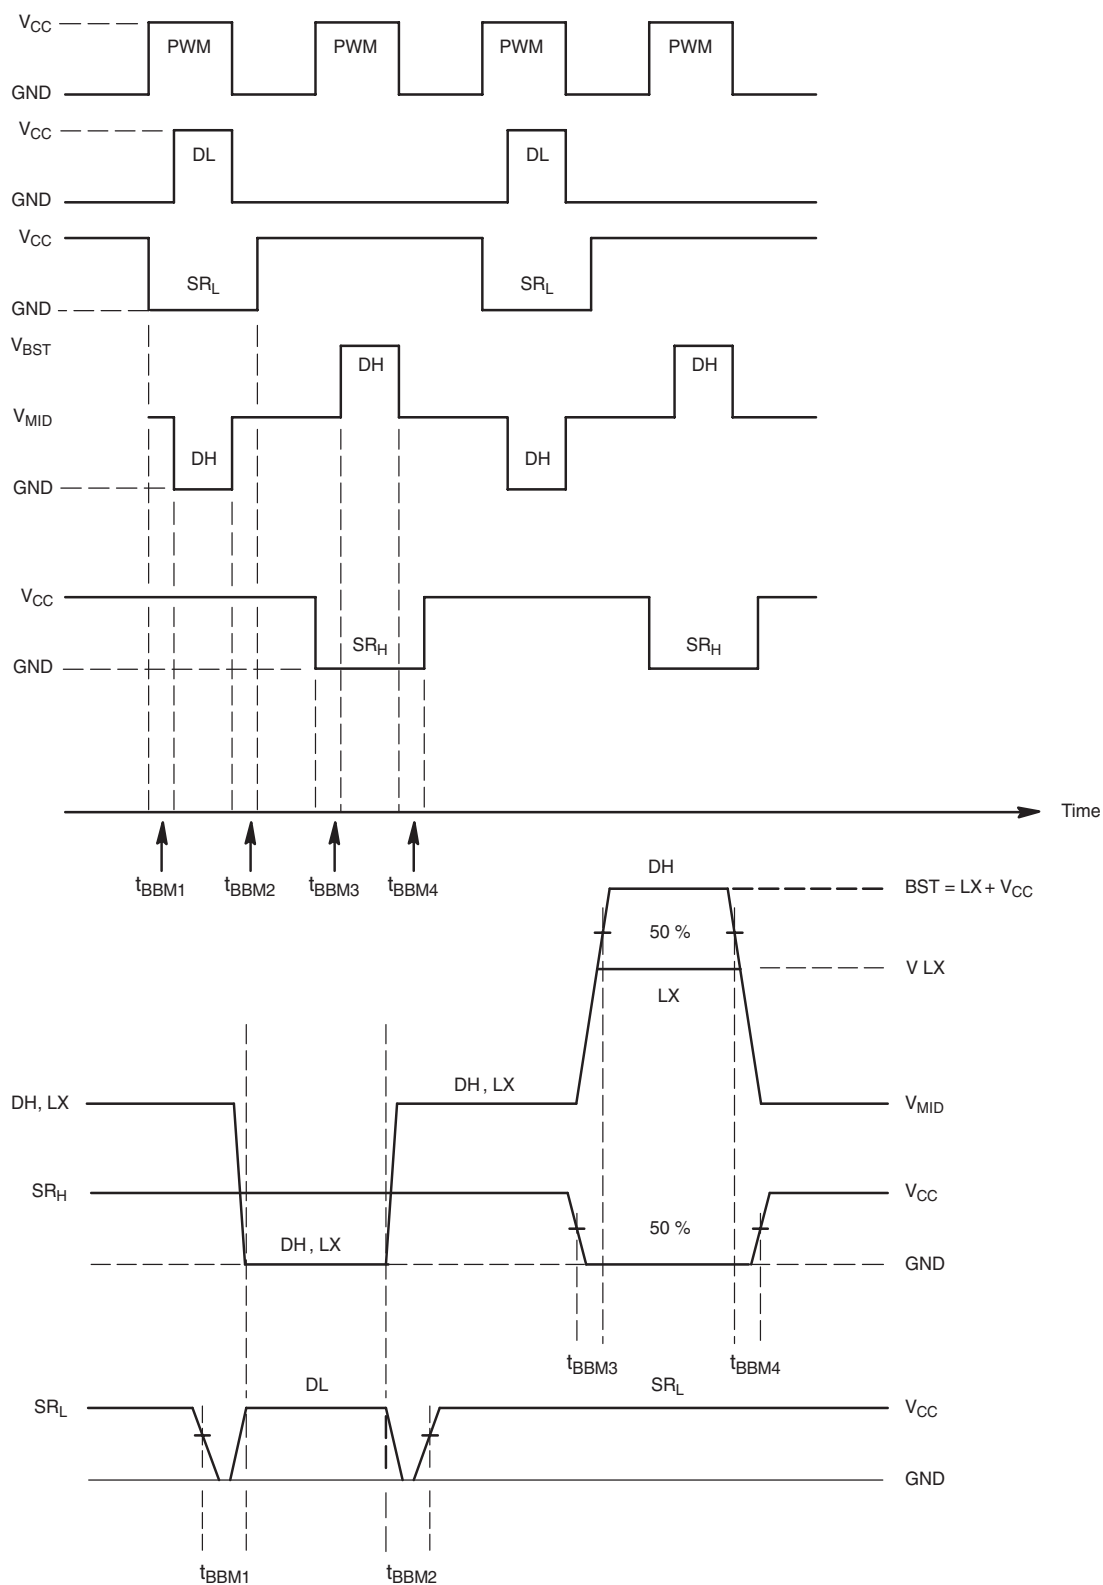 VCC
PWM PWM PWM PWM
GND
VCC
DL DL
GND
VCC
SRL SRL
GND
VBST
DH DH
VMID
DH DH
GND
VCC
SRH SRH
GND
Time
tBBM1 tBBM2 tBBM3 tBBM4
DH
BST = LX + VCC
50 %
V LX
LX
DH, LX
DH, LX
VMID
SRH
VCC
50 %
DH, LX
GND
tBBM3 tBBM4
DL SRL
SRL
VCC
GND
tBBM1 tBBM2